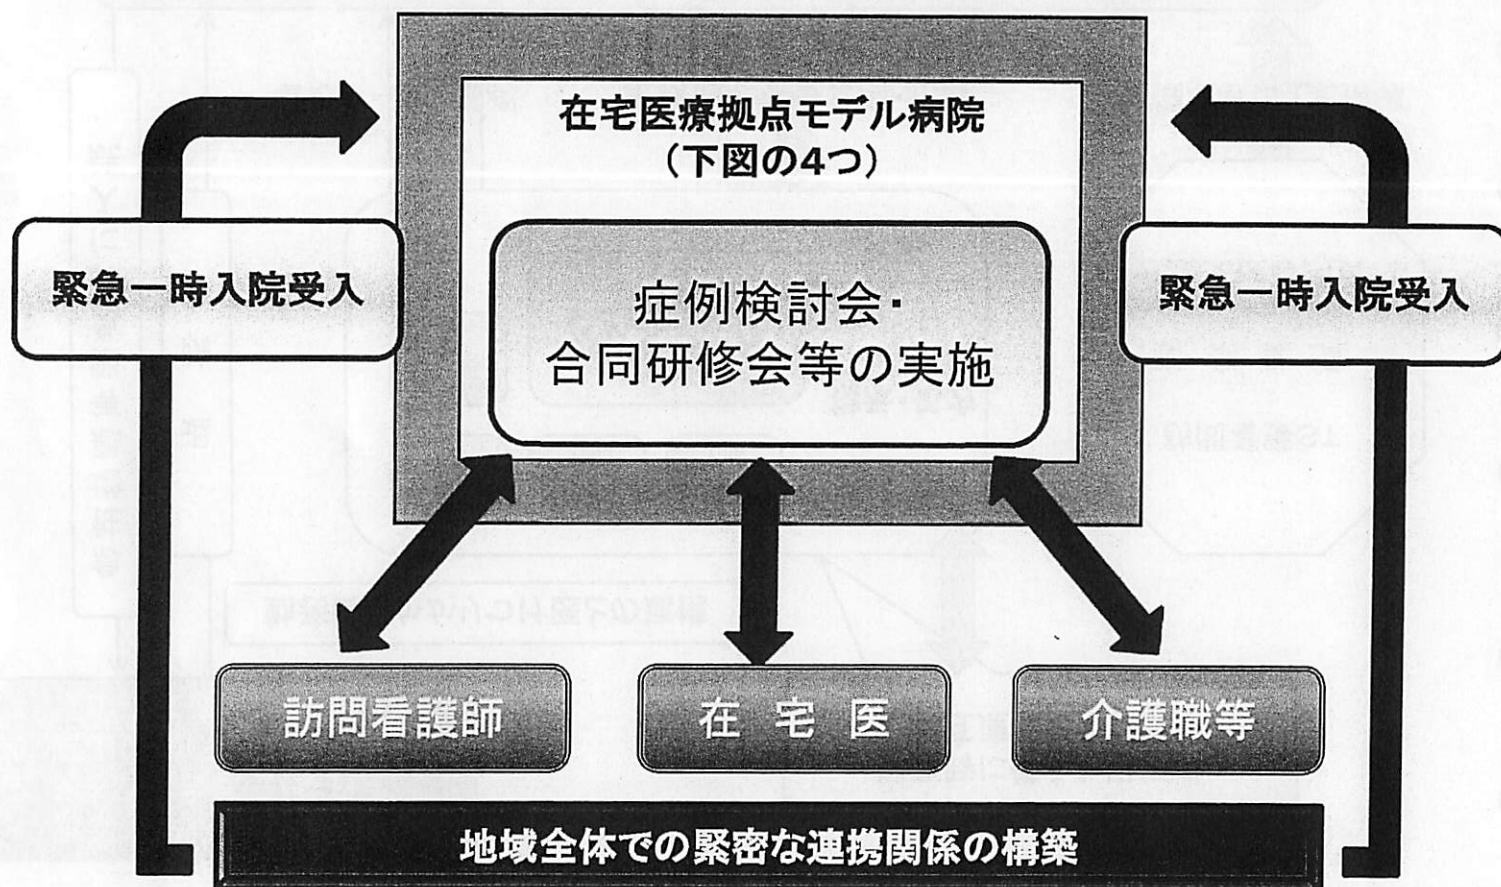 在宅医療拠点モデル病院
（下図の4つ）
緊急一時入院受入
症例検討会・
合同研修会等の実施
緊急一時入院受入
訪問看護師
在宅医
介護職等
地域全体での緊密な連携関係の構築